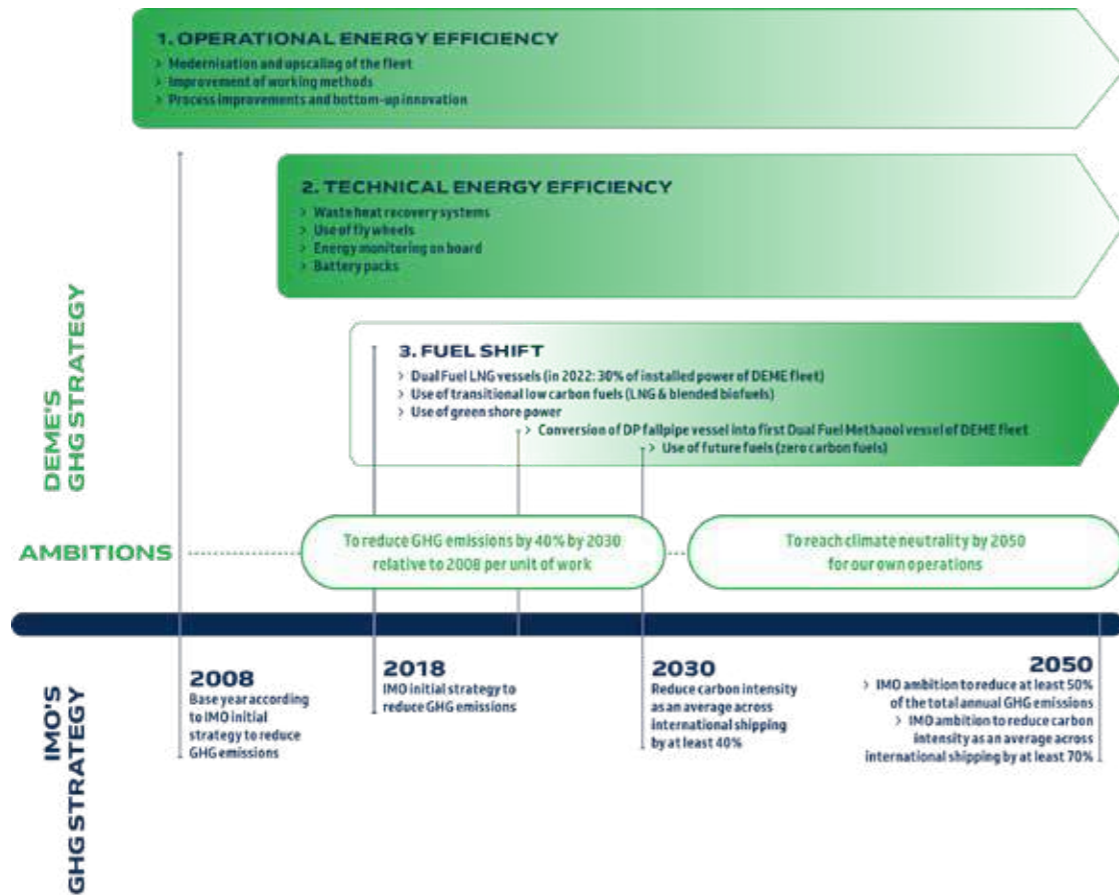 1. OPERATIONAL ENERGY EFFICIENCY
> Modernisation and upscaling of the fleet
> Improvement of working methods
> Process improvements and bottom-up innovation
2. TECHNICAL ENERGY EFFICIENCY
> Waste heat recovery systems
> Use of fly wheels
> Energy monitoring on board
> Battery packs
DEME'S
GHG STRATEGY
3. FUEL SHIFT
> Dual Fuel LNG vessels (in 2022: 30% of installed power of DEME fleet)
> Use of transitional low carbon fuels (LNG & blended biofuels)
> Use of green shore power
> Conversion of DP fallpipe vessel into first Dual Fuel Methanol vessel of DEME fleet
> Use of future fuels (zero carbon fuels)
AMBITIONS
To reduce GHG emissions by 40% by 2030
relative to 2008 per unit of work
To reach climate neutrality by 2050
for our own operations
IMO'S
GHG STRATEGY
2008
Base year according
to IMO initial
strategy to reduce
GHG emissions
2018
IMO initial strategy to
reduce GHG emissions
2030
Reduce carbon intensity
as an average across
international shipping
by at least 40%
2050
> IMO ambition to reduce at least 50%
of the total annual GHG emissions
> IMO ambition to reduce carbon
intensity as an average across
international shipping by at least 70%